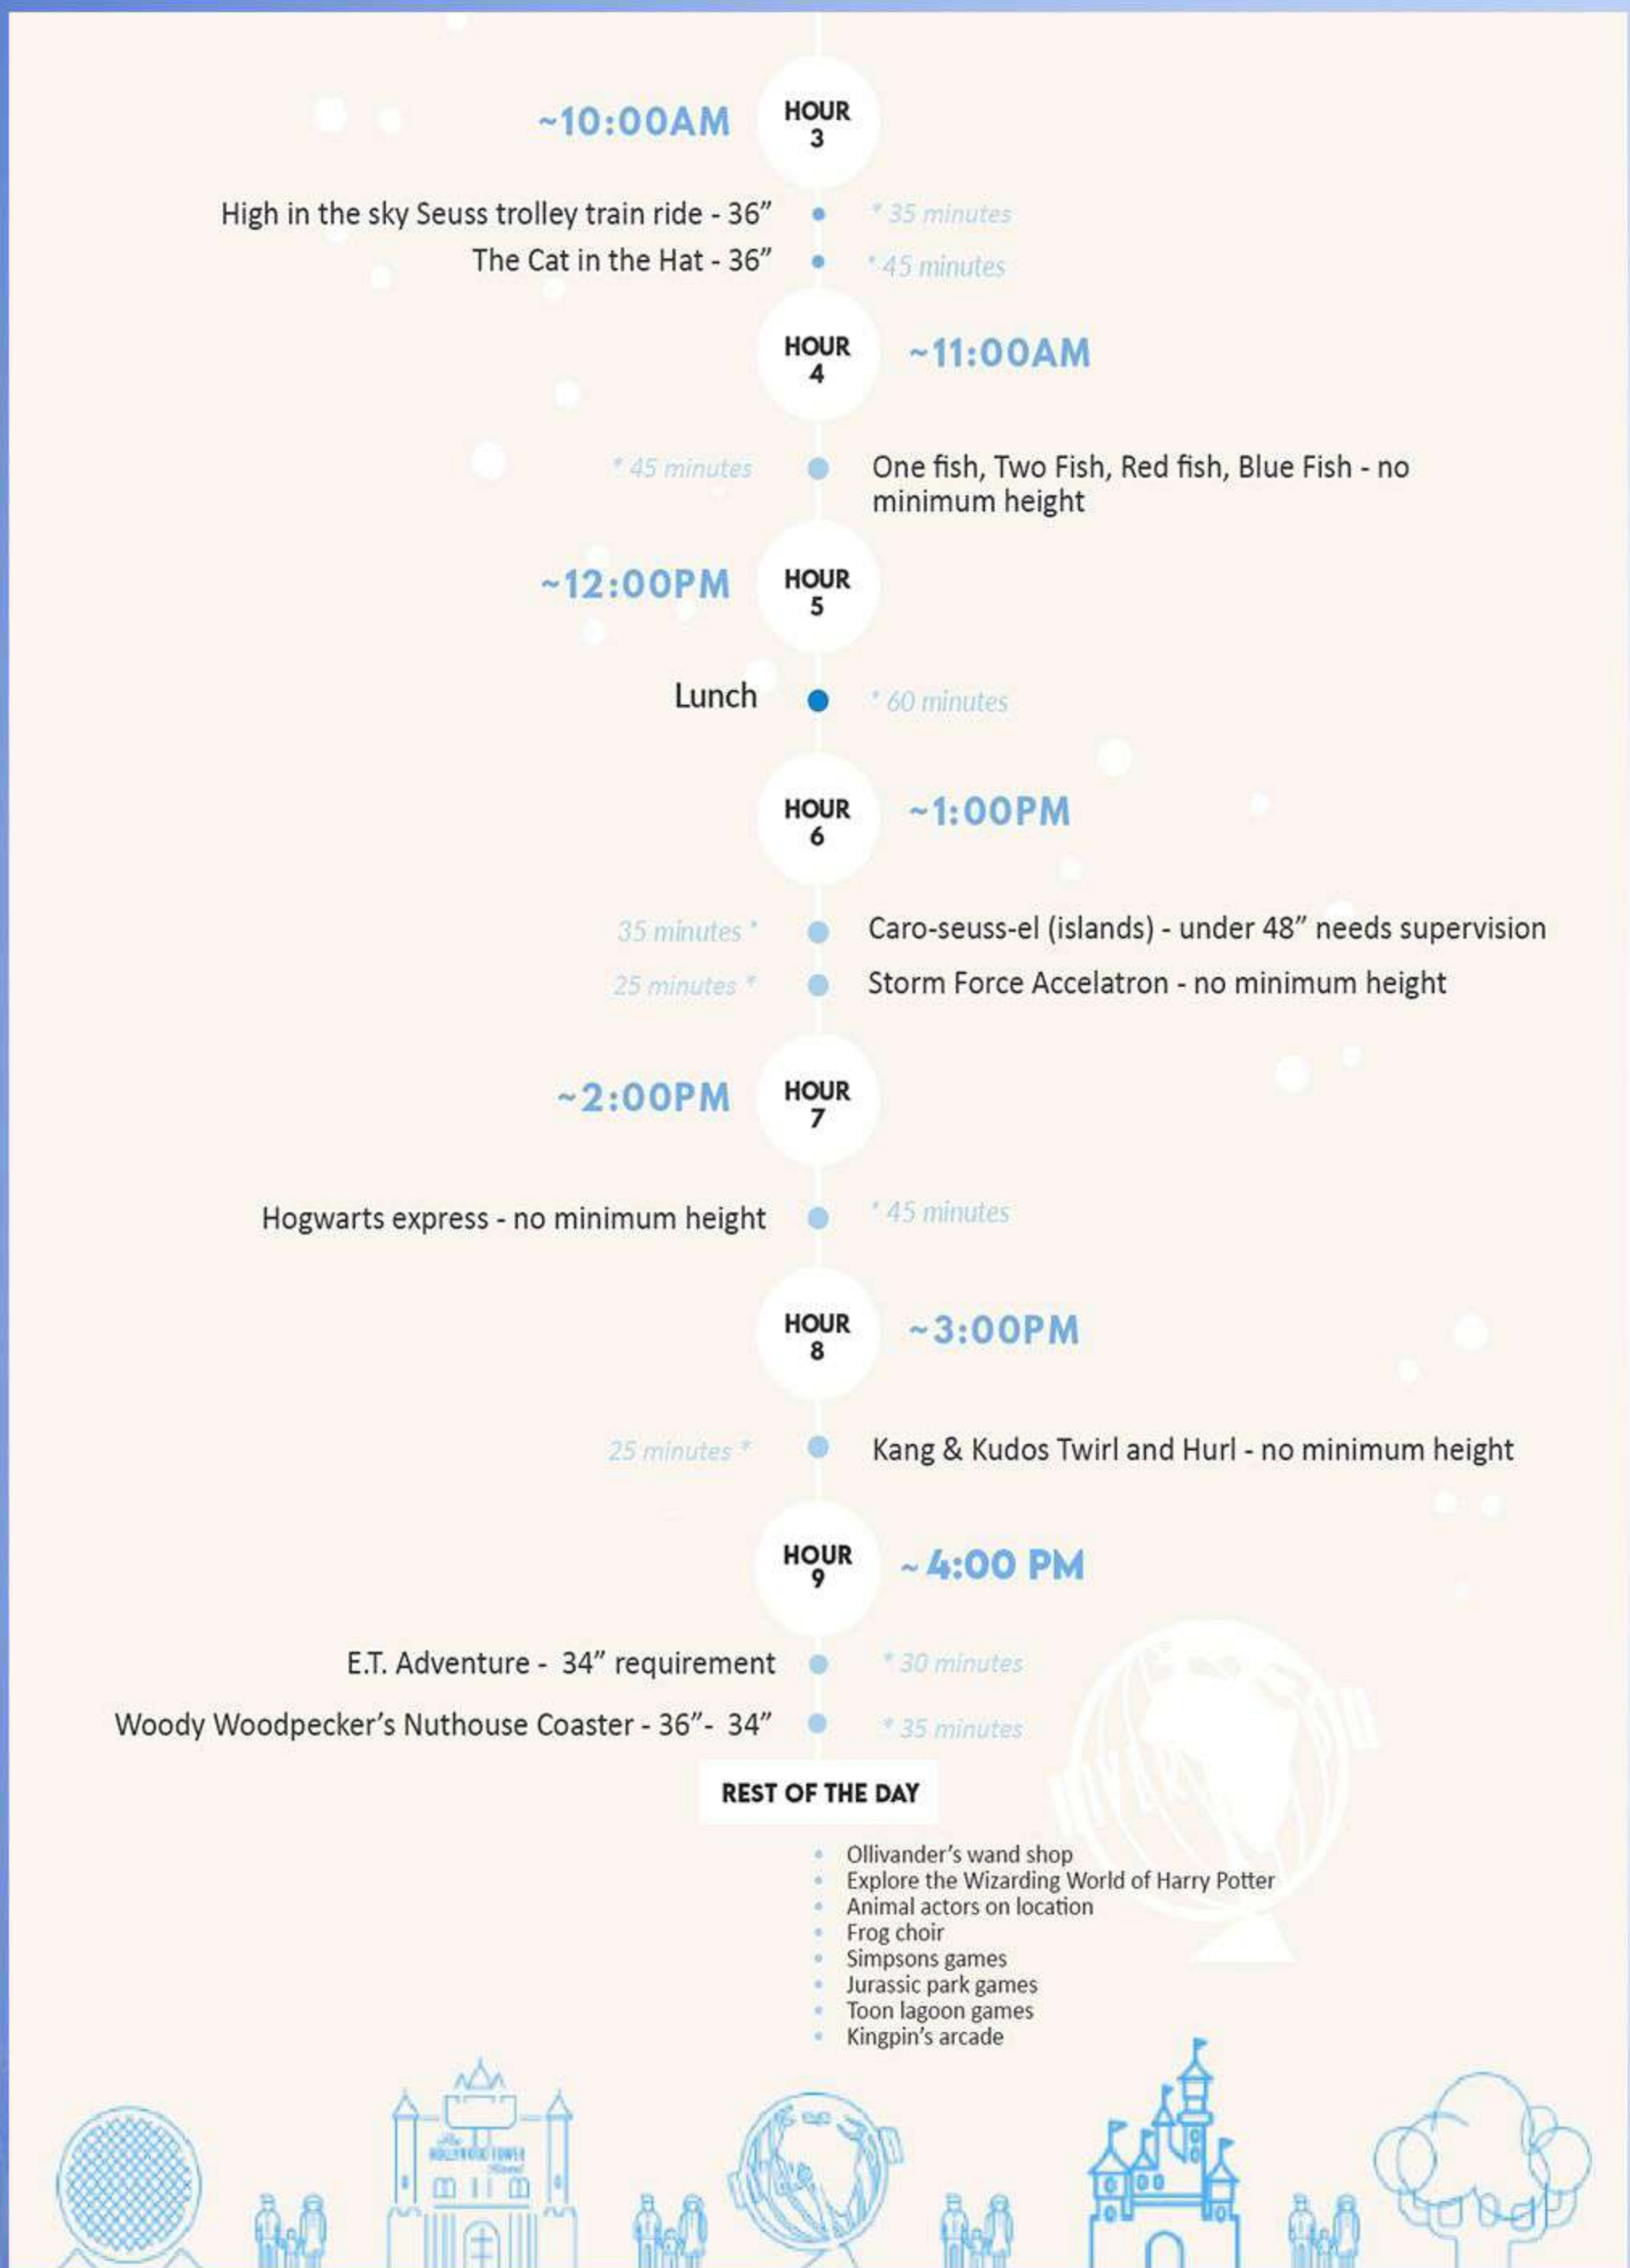 ~10:00AM
HOUR
3
High in the sky Seuss trolley train ride - 36”
* 35 minutes
The Cat in the Hat - 36”
* 45 minutes
HOUR
4
~11:00AM
* 45 minutes
One fish, Two Fish, Red fish, Blue Fish - no
minimum height
~12:00PM
HOUR
5
Lunch
* 60 minutes
HOUR
6
~1:00PM
35 minutes *
Caro-seuss-el (islands) - under 48” needs supervision
25 minutes *
Storm Force Accelatron - no minimum height
~2:00PM
HOUR
7
Hogwarts express - no minimum height
* 45 minutes
HOUR
8
~3:00PM
25 minutes *
Kang & Kudos Twirl and Hurl - no minimum height
HOUR
9
~ 4:00 PM
E.T. Adventure - 34” requirement
* 30 minutes
Woody Woodpecker’s Nuthouse Coaster - 36”- 34”
* 35 minutes
REST OF THE DAY
Ollivander’s wand shop
Explore the Wizarding World of Harry Potter
Animal actors on location
Frog choir
Simpsons games
Jurassic park games
Toon lagoon games
Kingpin’s arcade
The
HOLLYWOOD TOWER
Hotel